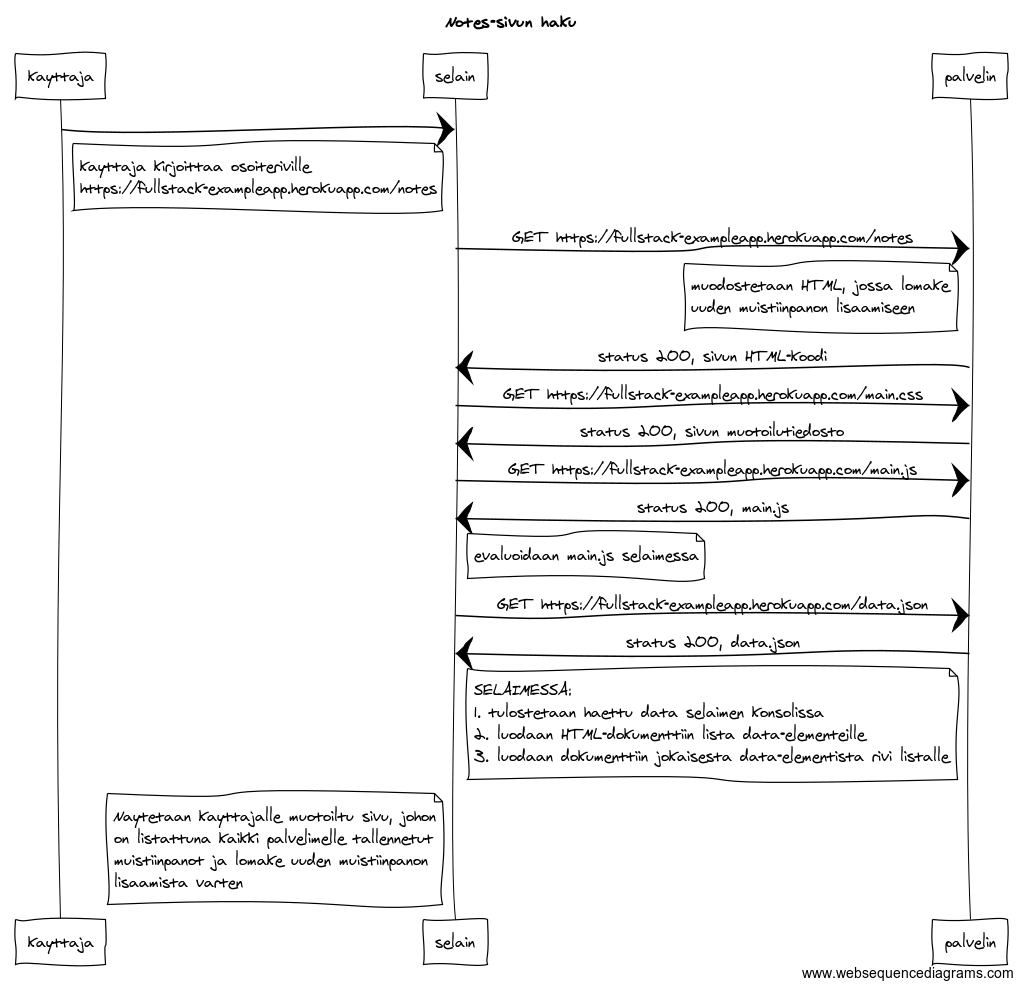 Notes-sivun haku
kayttaja
selain
palvelin
kayttaja kirjoittaa osoiteriville
https://fullstack-exampleapp.herokuapp.com/notes
GET https://fullstack-exampleapp.herokuapp.com/notes
muodostetaan HTML, jossa lomake
uuden muistiinpanon lisaamiseen
status 200, sivun HTML-koodi
GET https://fullstack-exampleapp.herokuapp.com/main.css
status 200, sivun muotoilutiedosto
GET https://fullstack-exampleapp.herokuapp.com/main.js
status 200, main.js
evaluoidaan main.js selaimessa
GET https://fullstack-exampleapp.herokuapp.com/data.json
status 200, data.json
SELAIMESSA:
1. tulostetaan haettu data selaimen konsolissa
2. luodaan HTML-dokumenttiin lista data-elementeille
3. luodaan dokumenttiin jokaisesta data-elementista rivi listalle
Naytetaan kayttajalle muotoiltu sivu, johon
on listattuna kaikki palvelimelle tallennetut
muistiinpanot ja lomake uuden muistiinpanon
lisaamista varten
kayttaja
selain
palvelin
www.websequencediagrams.com